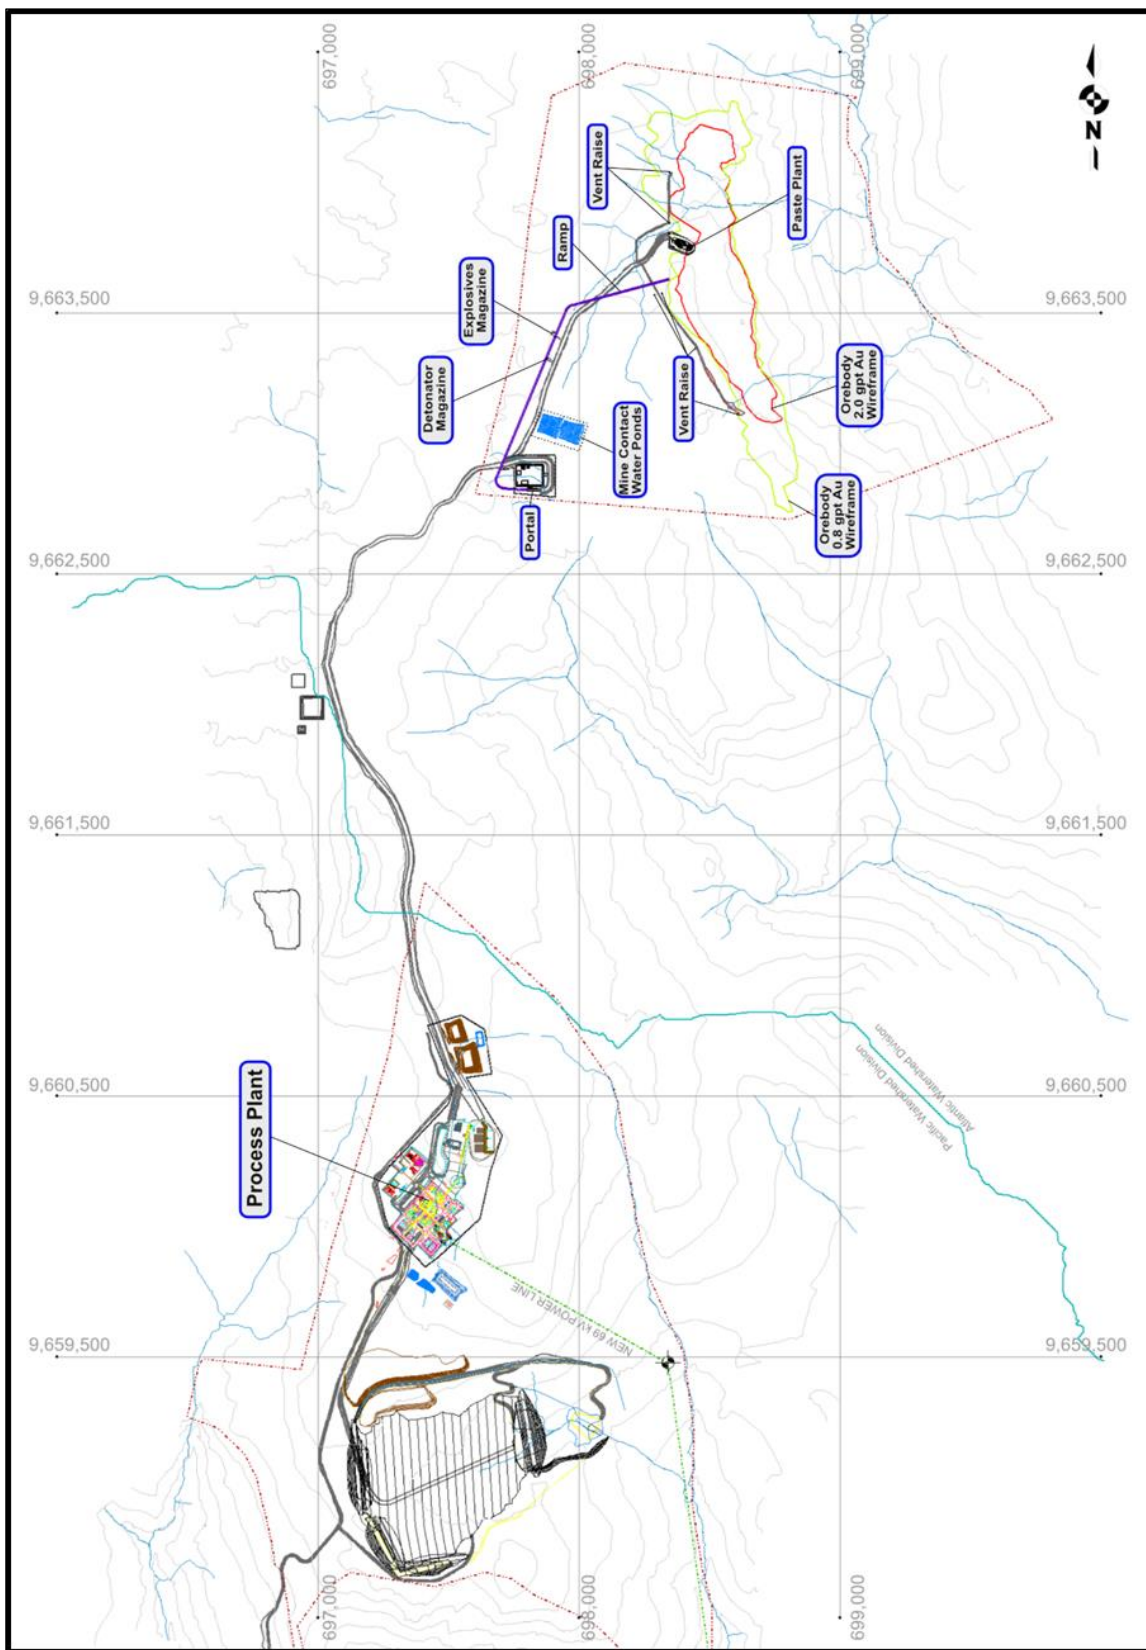 697,000
698,000
699,000
N
Vent Raise
Ramp
Paste Plant
Explosives
Magazine
9,663,500
9,663,500
Detonator
Magazine
Vent Raise
Orebody
2.0 gpt Au
Wireframe
Mine Contact
Water Ponds
Portal
Orebody
0.8 gpt Au
Wireframe
9,662,500
9,662,500
9,661,500
9,661,500
Atlantic Watershed Division
Pacific Watershed Division
9,660,500
9,660,500
Process Plant
NEW 69 kV POWER LINE
9,659,500
9,659,500
697,000
698,000
699,000